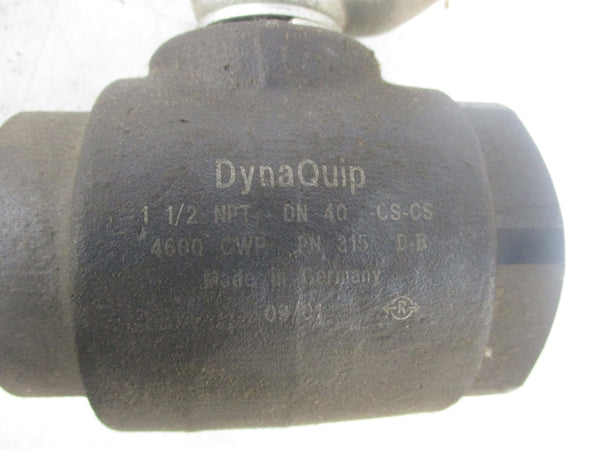 DynaQuip
1 1/2 NPT DN 40 CS-CS
4600 CWP PN 315 D-B
Made in Germany
09/01 R